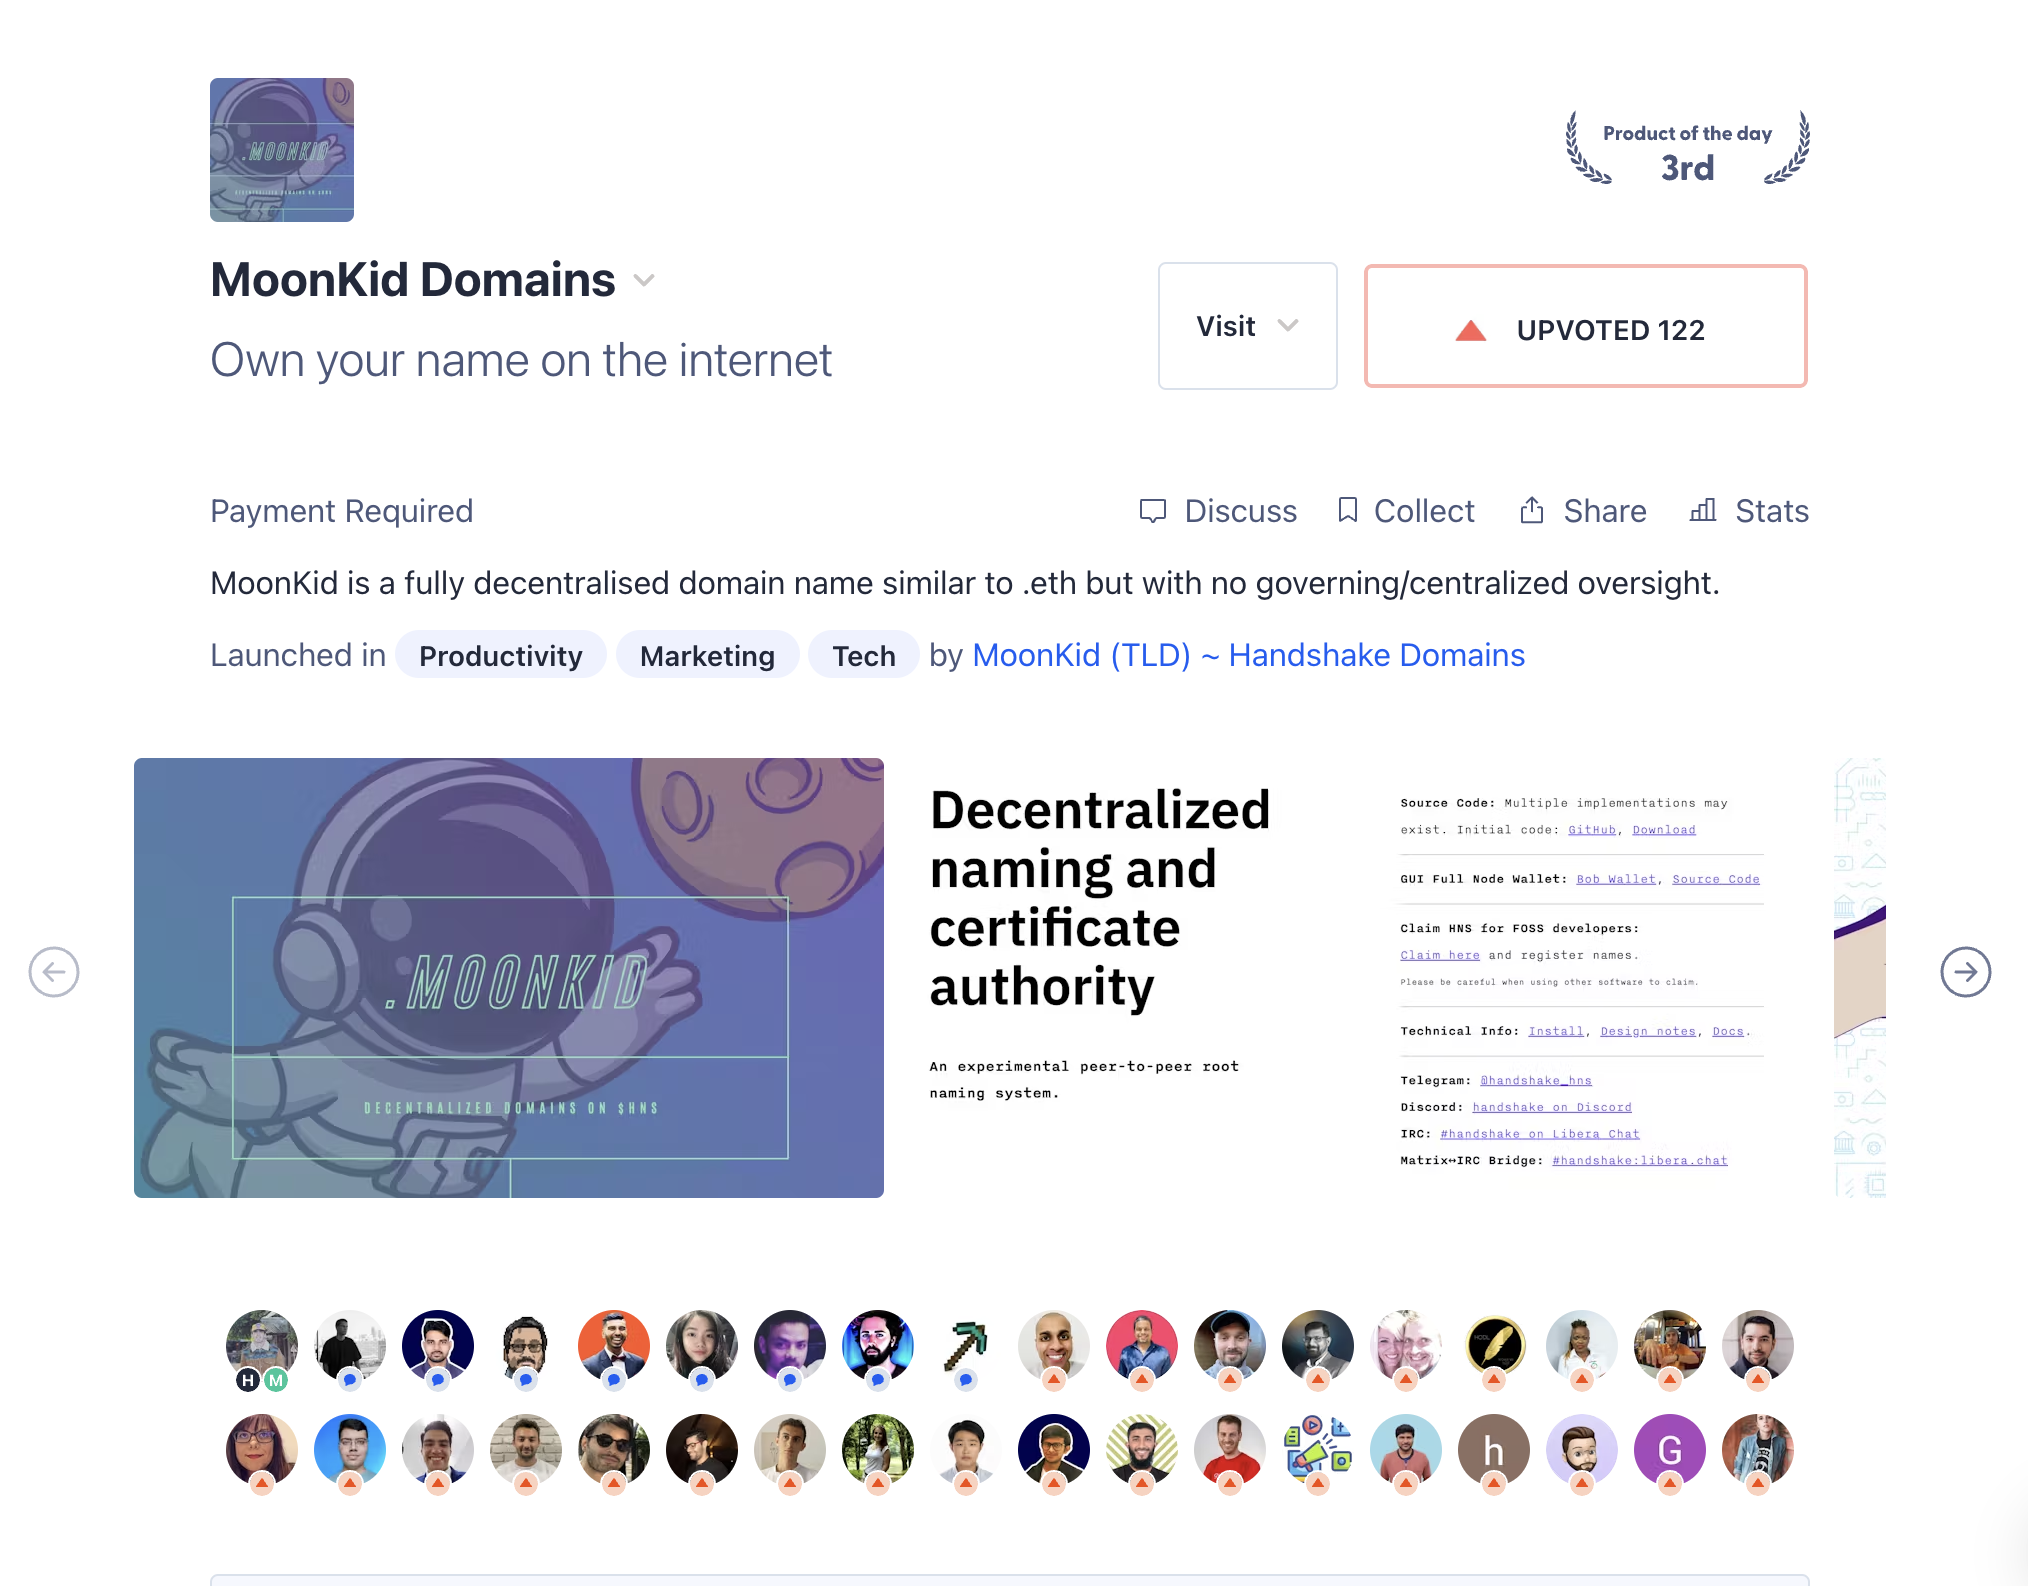 .MOONKID
DECENTRALIZED DOMAINS ON $HNS
Product of the day
3rd
MoonKid Domains
Own your name on the internet
Visit
UPVOTED 122
Payment Required
Discuss
Collect
Share
Stats
MoonKid is a fully decentralised domain name similar to .eth but with no governing/centralized oversight.
Launched in Productivity Marketing Tech by MoonKid (TLD) ~ Handshake Domains
.MOONKID
DECENTRALIZED DOMAINS ON $HNS
Decentralized
naming and
certificate
authority
An experimental peer-to-peer root
naming system.
Source Code: Multiple implementations may
exist. Initial code: GitHub, Download
GUI Full Node Wallet: Bob Wallet, Source Code
Claim HNS for FOSS developers:
Claim here and register names.
Please be careful when using other software to claim.
Technical Info: Install, Design notes, Docs.
Telegram: @handshake_hns
Discord: handshake on Discord
IRC: #handshake on Libera Chat
Matrix↔IRC Bridge: #handshake:libera.chat
H M
h
G